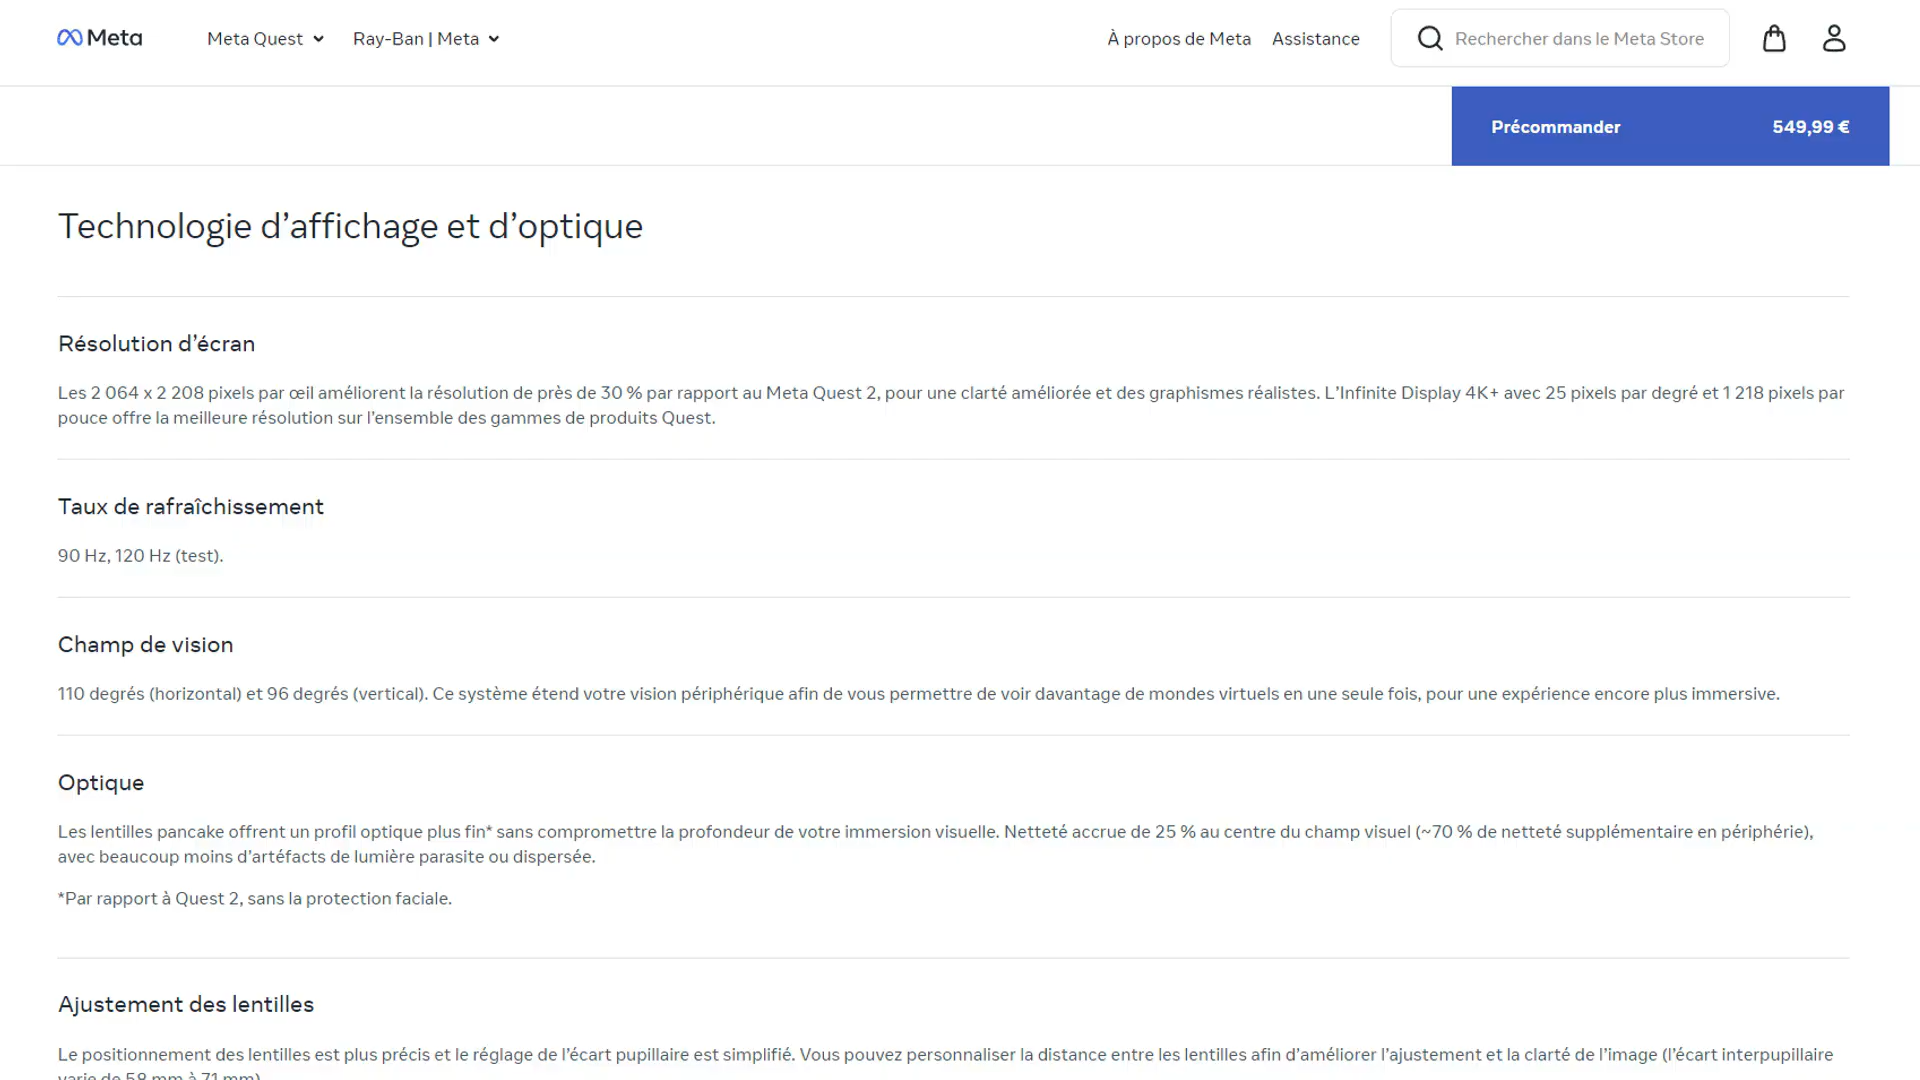 Meta
Meta Quest
Ray-Ban | Meta
À propos de Meta
Assistance
Rechercher dans le Meta Store
Précommander
549,99 €
Technologie d’affichage et d’optique
Résolution d’écran
Les 2 064 x 2 208 pixels par œil améliorent la résolution de près de 30 % par rapport au Meta Quest 2, pour une clarté améliorée et des graphismes réalistes. L’Infinite Display 4K+ avec 25 pixels par degré et 1 218 pixels par
pouce offre la meilleure résolution sur l’ensemble des gammes de produits Quest.
Taux de rafraîchissement
90 Hz, 120 Hz (test).
Champ de vision
110 degrés (horizontal) et 96 degrés (vertical). Ce système étend votre vision périphérique afin de vous permettre de voir davantage de mondes virtuels en une seule fois, pour une expérience encore plus immersive.
Optique
Les lentilles pancake offrent un profil optique plus fin* sans compromettre la profondeur de votre immersion visuelle. Netteté accrue de 25 % au centre du champ visuel (~70 % de netteté supplémentaire en périphérie),
avec beaucoup moins d’artéfacts de lumière parasite ou dispersée.
*Par rapport à Quest 2, sans la protection faciale.
Ajustement des lentilles
Le positionnement des lentilles est plus précis et le réglage de l’écart pupillaire est simplifié. Vous pouvez personnaliser la distance entre les lentilles afin d’améliorer l’ajustement et la clarté de l’image (l’écart interpupillaire
varie de 58 mm à 71 mm).